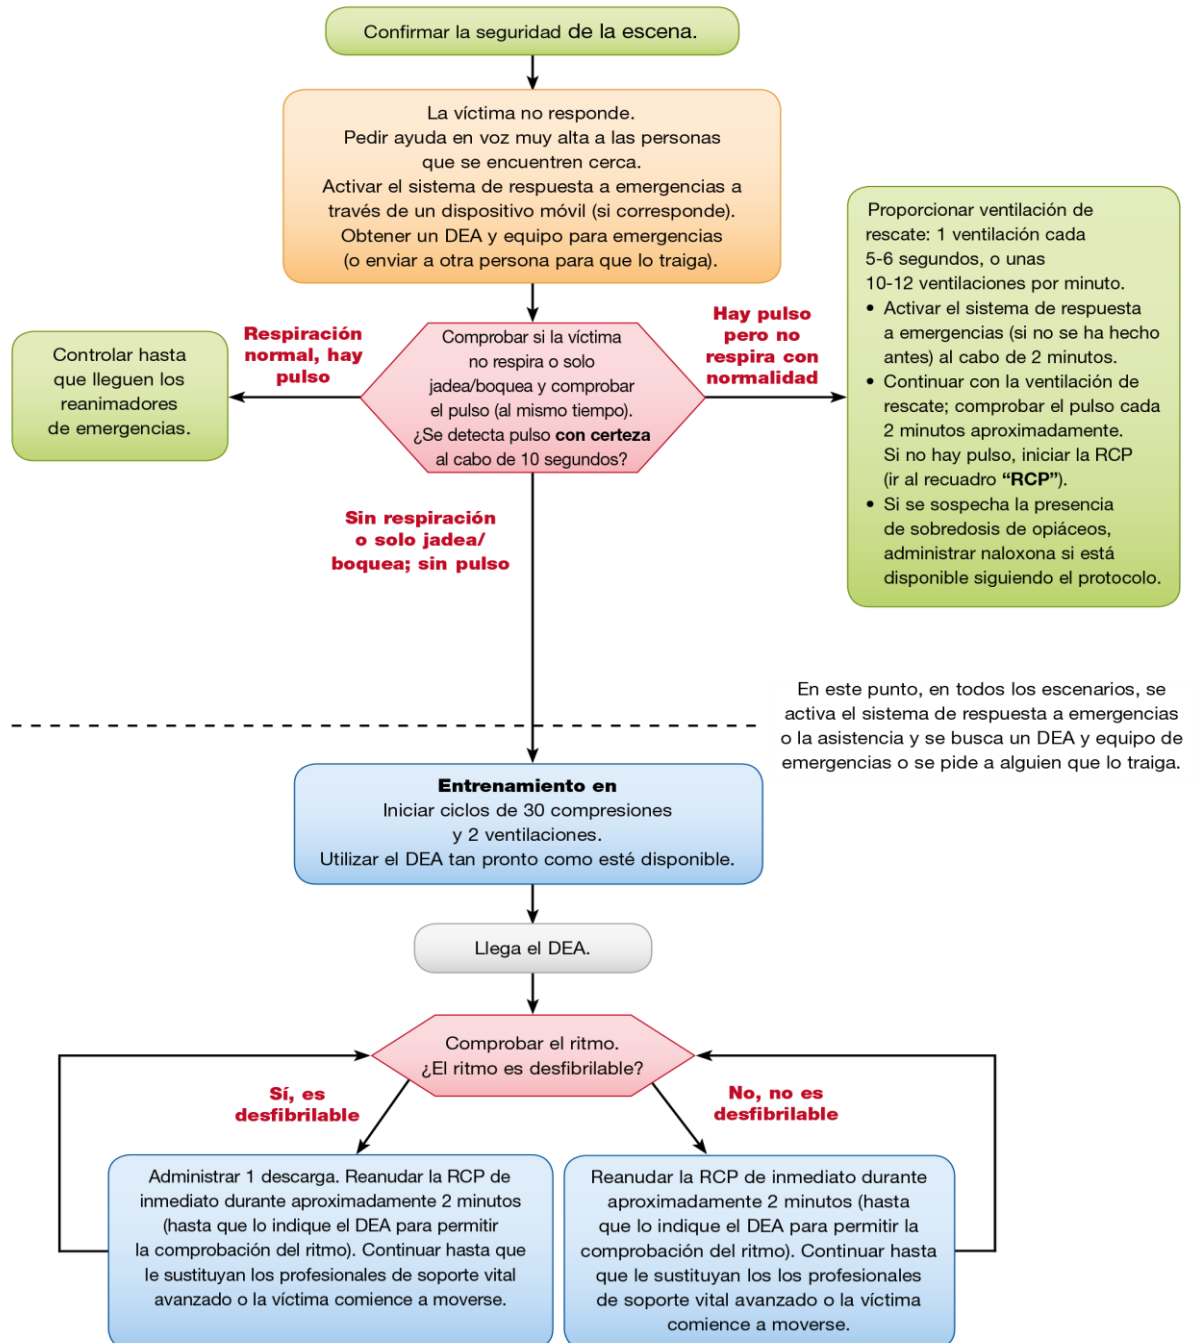 Confirmar la seguridad de la escena.
La víctima no responde.
Pedir ayuda en voz muy alta a las personas
que se encuentren cerca.
Activar el sistema de respuesta a emergencias a
través de un dispositivo móvil (si corresponde).
Obtener un DEA y equipo para emergencias
(o enviar a otra persona para que lo traiga).
Respiración
normal, hay
pulso
Controlar hasta
que lleguen los
reanimadores
de emergencias.
Comprobar si la víctima
no respira o solo
jadea/boquea y comprobar
el pulso (al mismo tiempo).
¿Se detecta pulso con certeza
al cabo de 10 segundos?
Hay pulso
pero no
respira con
normalidad
Proporcionar ventilación de
rescate: 1 ventilación cada
5-6 segundos, o unas
10-12 ventilaciones por minuto.
• Activar el sistema de respuesta
a emergencias (si no se ha hecho
antes) al cabo de 2 minutos.
• Continuar con la ventilación de
rescate; comprobar el pulso cada
2 minutos aproximadamente.
Si no hay pulso, iniciar la RCP
(ir al recuadro “RCP”).
• Si se sospecha la presencia
de sobredosis de opiáceos,
administrar naloxona si está
disponible siguiendo el protocolo.
Sin respiración
o solo jadea/
boquea; sin pulso
En este punto, en todos los escenarios, se
activa el sistema de respuesta a emergencias
o la asistencia y se busca un DEA y equipo de
emergencias o se pide a alguien que lo traiga.
Entrenamiento en
Iniciar ciclos de 30 compresiones
y 2 ventilaciones.
Utilizar el DEA tan pronto como esté disponible.
Llega el DEA.
Comprobar el ritmo.
¿El ritmo es desfibrilable?
Sí, es
desfibrilable
No, no es
desfibrilable
Administrar 1 descarga. Reanudar la RCP de
inmediato durante aproximadamente 2 minutos
(hasta que lo indique el DEA para permitir
la comprobación del ritmo). Continuar hasta que
le sustituyan los profesionales de soporte vital
avanzado o la víctima comience a moverse.
Reanudar la RCP de inmediato durante
aproximadamente 2 minutos (hasta
que lo indique el DEA para permitir la
comprobación del ritmo). Continuar hasta
que le sustituyan los los profesionales
de soporte vital avanzado o la víctima
comience a moverse.